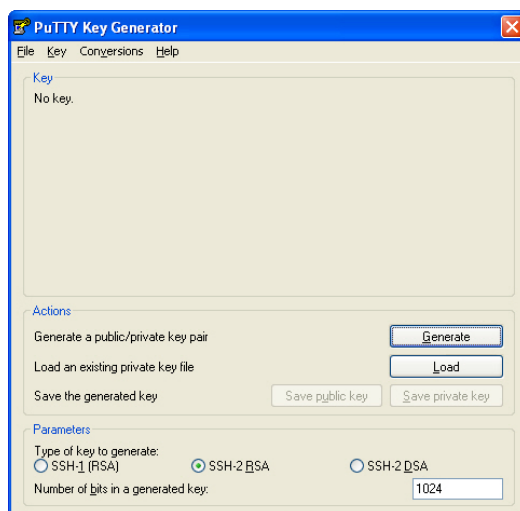 PuTTY Key Generator
File Key Conversions Help
Key
No key.
Actions
Generate a public/private key pair Generate
Load an existing private key file Load
Save the generated key Save public key Save private key
Parameters
Type of key to generate:
SSH-1 (RSA) SSH-2 RSA SSH-2 DSA
Number of bits in a generated key: 1024